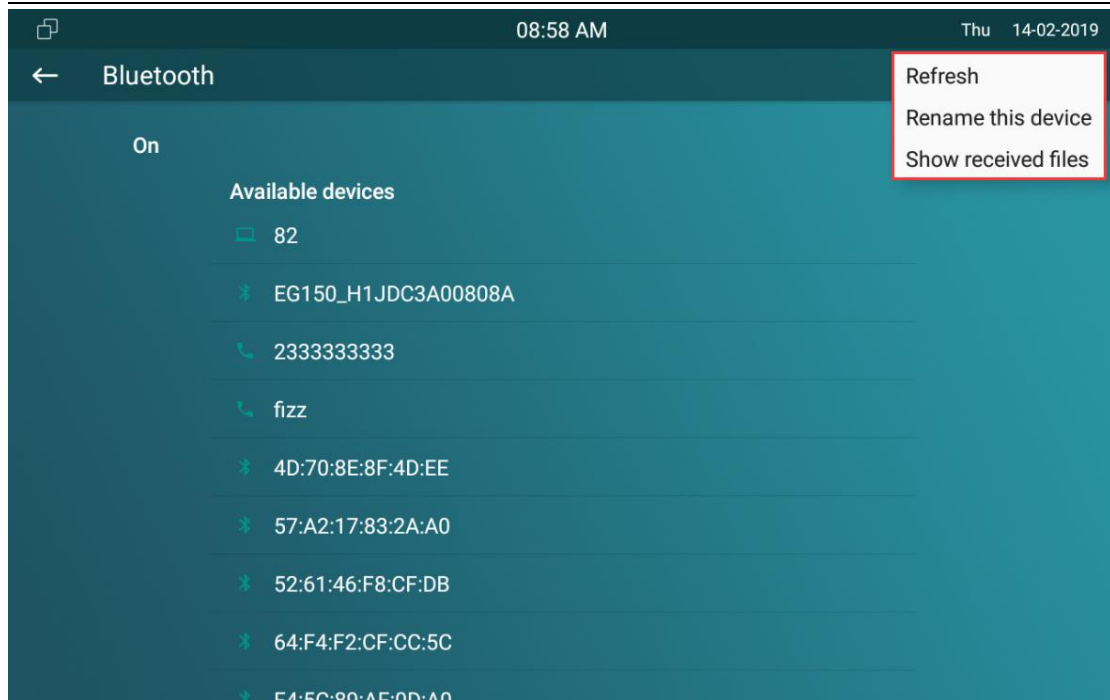 08:58 AM
Thu 14-02-2019
Bluetooth
Refresh
Rename this device
Show received files
On
Available devices
82
EG150_H1JDC3A00808A
2333333333
fizz
4D:70:8E:8F:4D:EE
57:A2:17:83:2A:A0
52:61:46:F8:CF:DB
64:F4:F2:CF:CC:5C